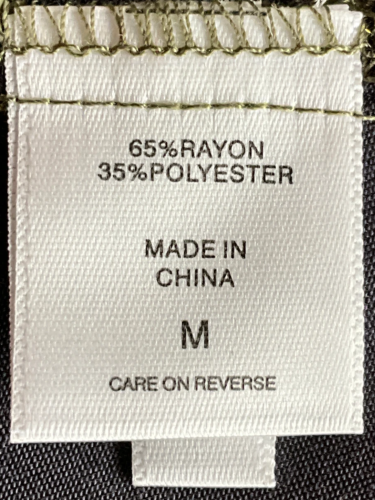 65%RAYON
35%POLYESTER
MADE IN
CHINA
M
CARE ON REVERSE